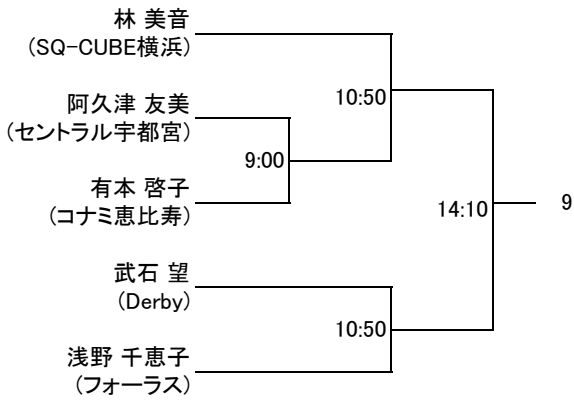 林 美音
(SQ-CUBE横浜)
10:50
阿久津 友美
(セントラル宇都宮)
9:00
有本 啓子
(コナミ恵比寿)
14:10
9
武石 望
(Derby)
10:50
浅野 千恵子
(フォーラス)